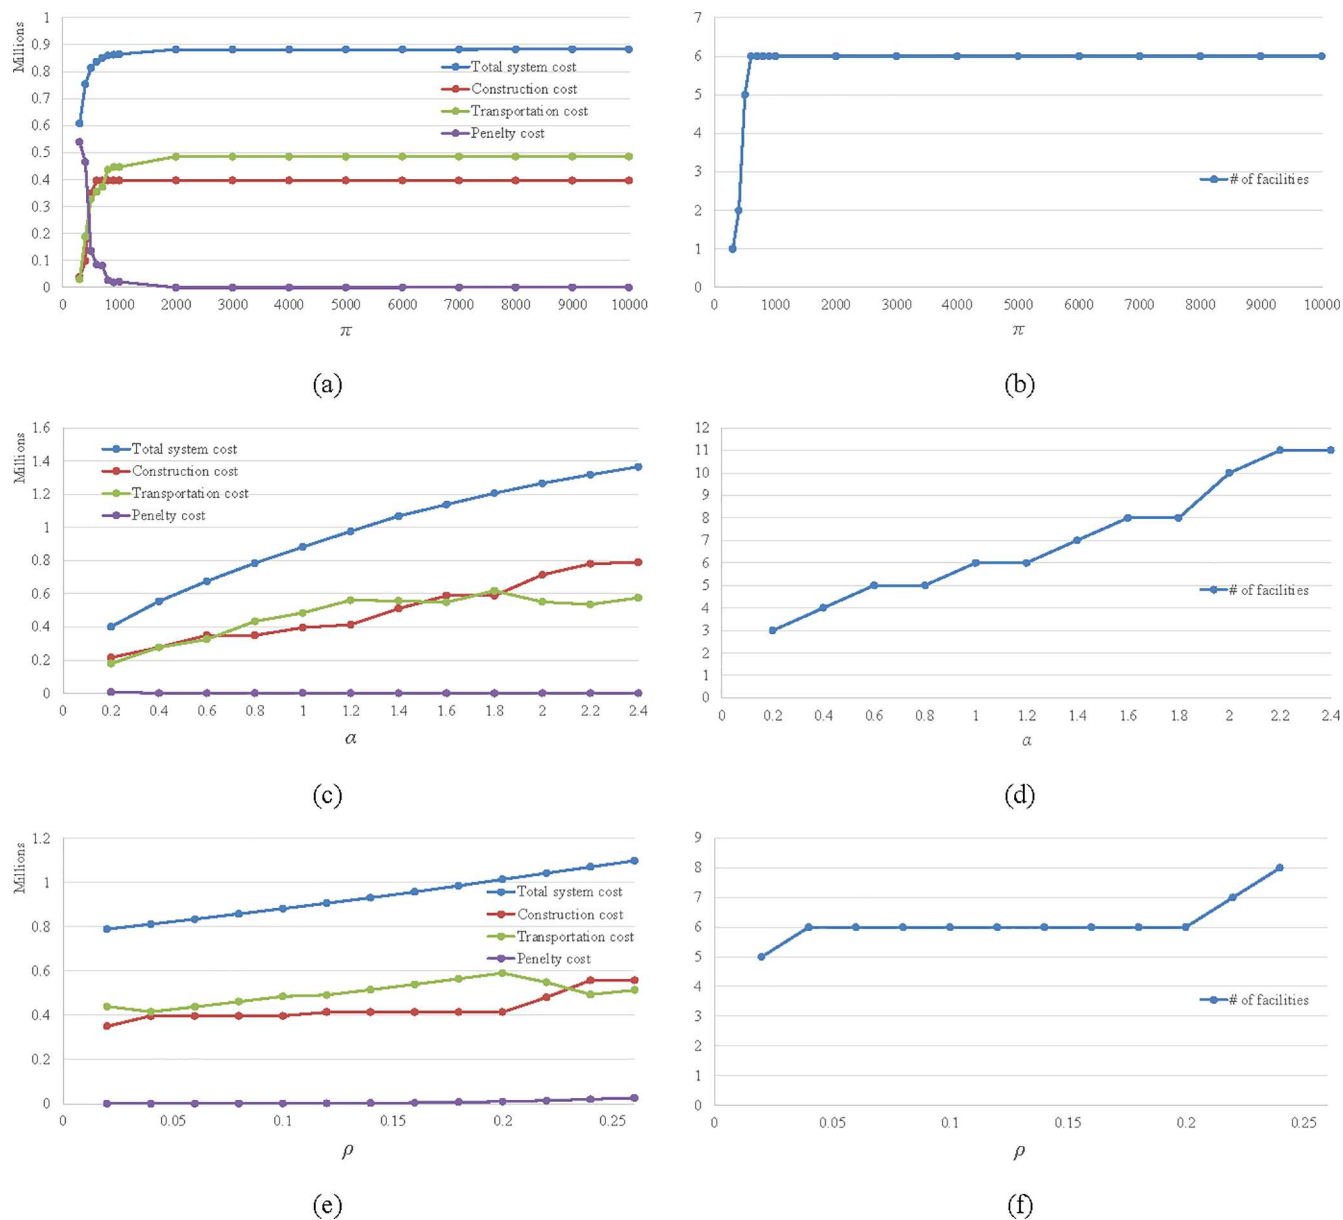 Millions
1
0.9
0.8
0.7
0.6
0.5
0.4
0.3
0.2
0.1
0
Total system cost
Construction cost
Transportation cost
Penelty cost
0 1000 2000 3000 4000 5000 6000 7000 8000 9000 10000
π
(a)
7
6
5
4
3
2
1
0
# of facilities
0 1000 2000 3000 4000 5000 6000 7000 8000 9000 10000
π
(b)
Millions
1.6
1.4
1.2
1
0.8
0.6
0.4
0.2
0
Total system cost
Construction cost
Transportation cost
Penelty cost
0 0.2 0.4 0.6 0.8 1 1.2 1.4 1.6 1.8 2 2.2 2.4
α
(c)
12
11
10
9
8
7
6
5
4
3
2
1
0
# of facilities
0 0.2 0.4 0.6 0.8 1 1.2 1.4 1.6 1.8 2 2.2 2.4
α
(d)
Millions
1.2
1
0.8
0.6
0.4
0.2
0
Total system cost
Construction cost
Transportation cost
Penelty cost
0 0.05 0.1 0.15 0.2 0.25
ρ
(e)
9
8
7
6
5
4
3
2
1
0
# of facilities
0 0.05 0.1 0.15 0.2 0.25
ρ
(f)